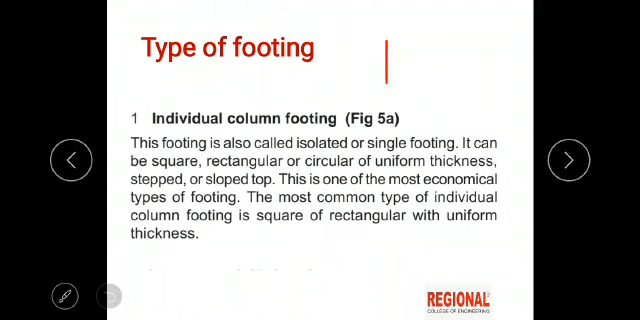 Type of footing
1 Individual column footing (Fig 5a)
This footing is also called isolated or single footing. It can
be square, rectangular or circular of uniform thickness,
stepped, or sloped top. This is one of the most economical
types of footing. The most common type of individual
column footing is square of rectangular with uniform
thickness.
REGIONAL
COLLEGE OF ENGINEERING